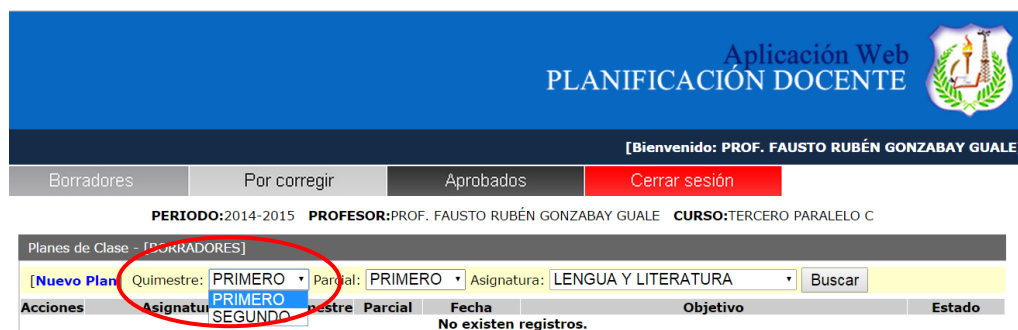 Aplicación Web
PLANIFICACIÓN DOCENTE
[Bienvenido: PROF. FAUSTO RUBÉN GONZABAY GUALE
Borradores Por corregir Aprobados Cerrar sesión
PERIODO:2014-2015 PROFESOR:PROF. FAUSTO RUBÉN GONZABAY GUALE CURSO:TERCERO PARALELO C
Planes de Clase - [BORRADORES]
[Nuevo Plan Quimestre: PRIMERO Parcial: PRIMERO Asignatura: LENGUA Y LITERATURA Buscar
PRIMERO
SEGUNDO
Acciones Asignatu mestre Parcial Fecha Objetivo Estado
No existen registros.